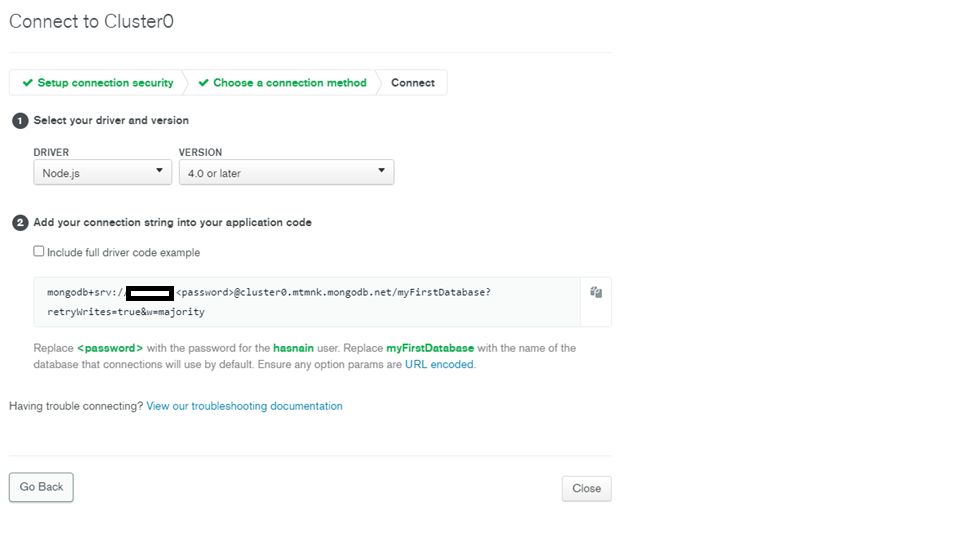 Connect to Cluster0
Setup connection security
Choose a connection method
Connect
1 Select your driver and version
DRIVER
VERSION
Node.js
4.0 or later
2 Add your connection string into your application code
Include full driver code example
mongodb+srv:// <password>@cluster0.mtmnk.mongodb.net/myFirstDatabase?
retryWrites=true&w=majority
Replace <password> with the password for the hasnain user. Replace myFirstDatabase with the name of the
database that connections will use by default. Ensure any option params are URL encoded.
Having trouble connecting? View our troubleshooting documentation
Go Back
Close